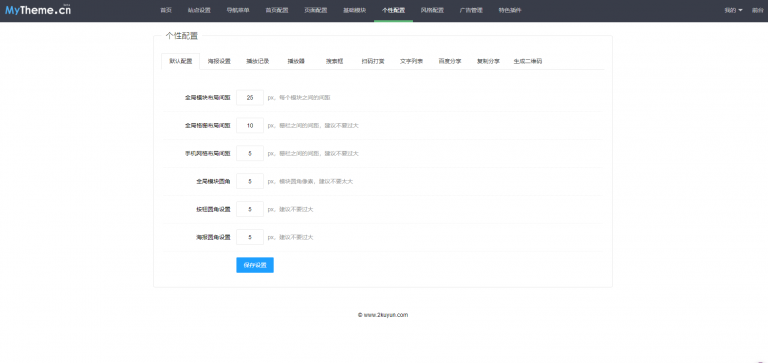 MyTheme.cn 首页 站点设置 导航菜单 首页配置 页面配置 基础模块 个性配置 风格配置 广告管理 特色插件 我的 前台
个性配置
默认配置 海报设置 播放记录 播放器 搜索框 扫码打赏 文字列表 百度分享 复制分享 生成二维码
全局模块布局间距 25 px，每个模块之间的间距
全局格栅布局间距 10 px，栅栏之间的间距，建议不要过大
手机网格布局间距 5 px，栅栏之间的间距，建议不要过大
全局模块圆角 5 px，模块圆角像素，建议不要太大
按钮圆角设置 5 px，建议不要过大
海报圆角设置 5 px，建议不要过大
保存设置
© www.2kuyun.com